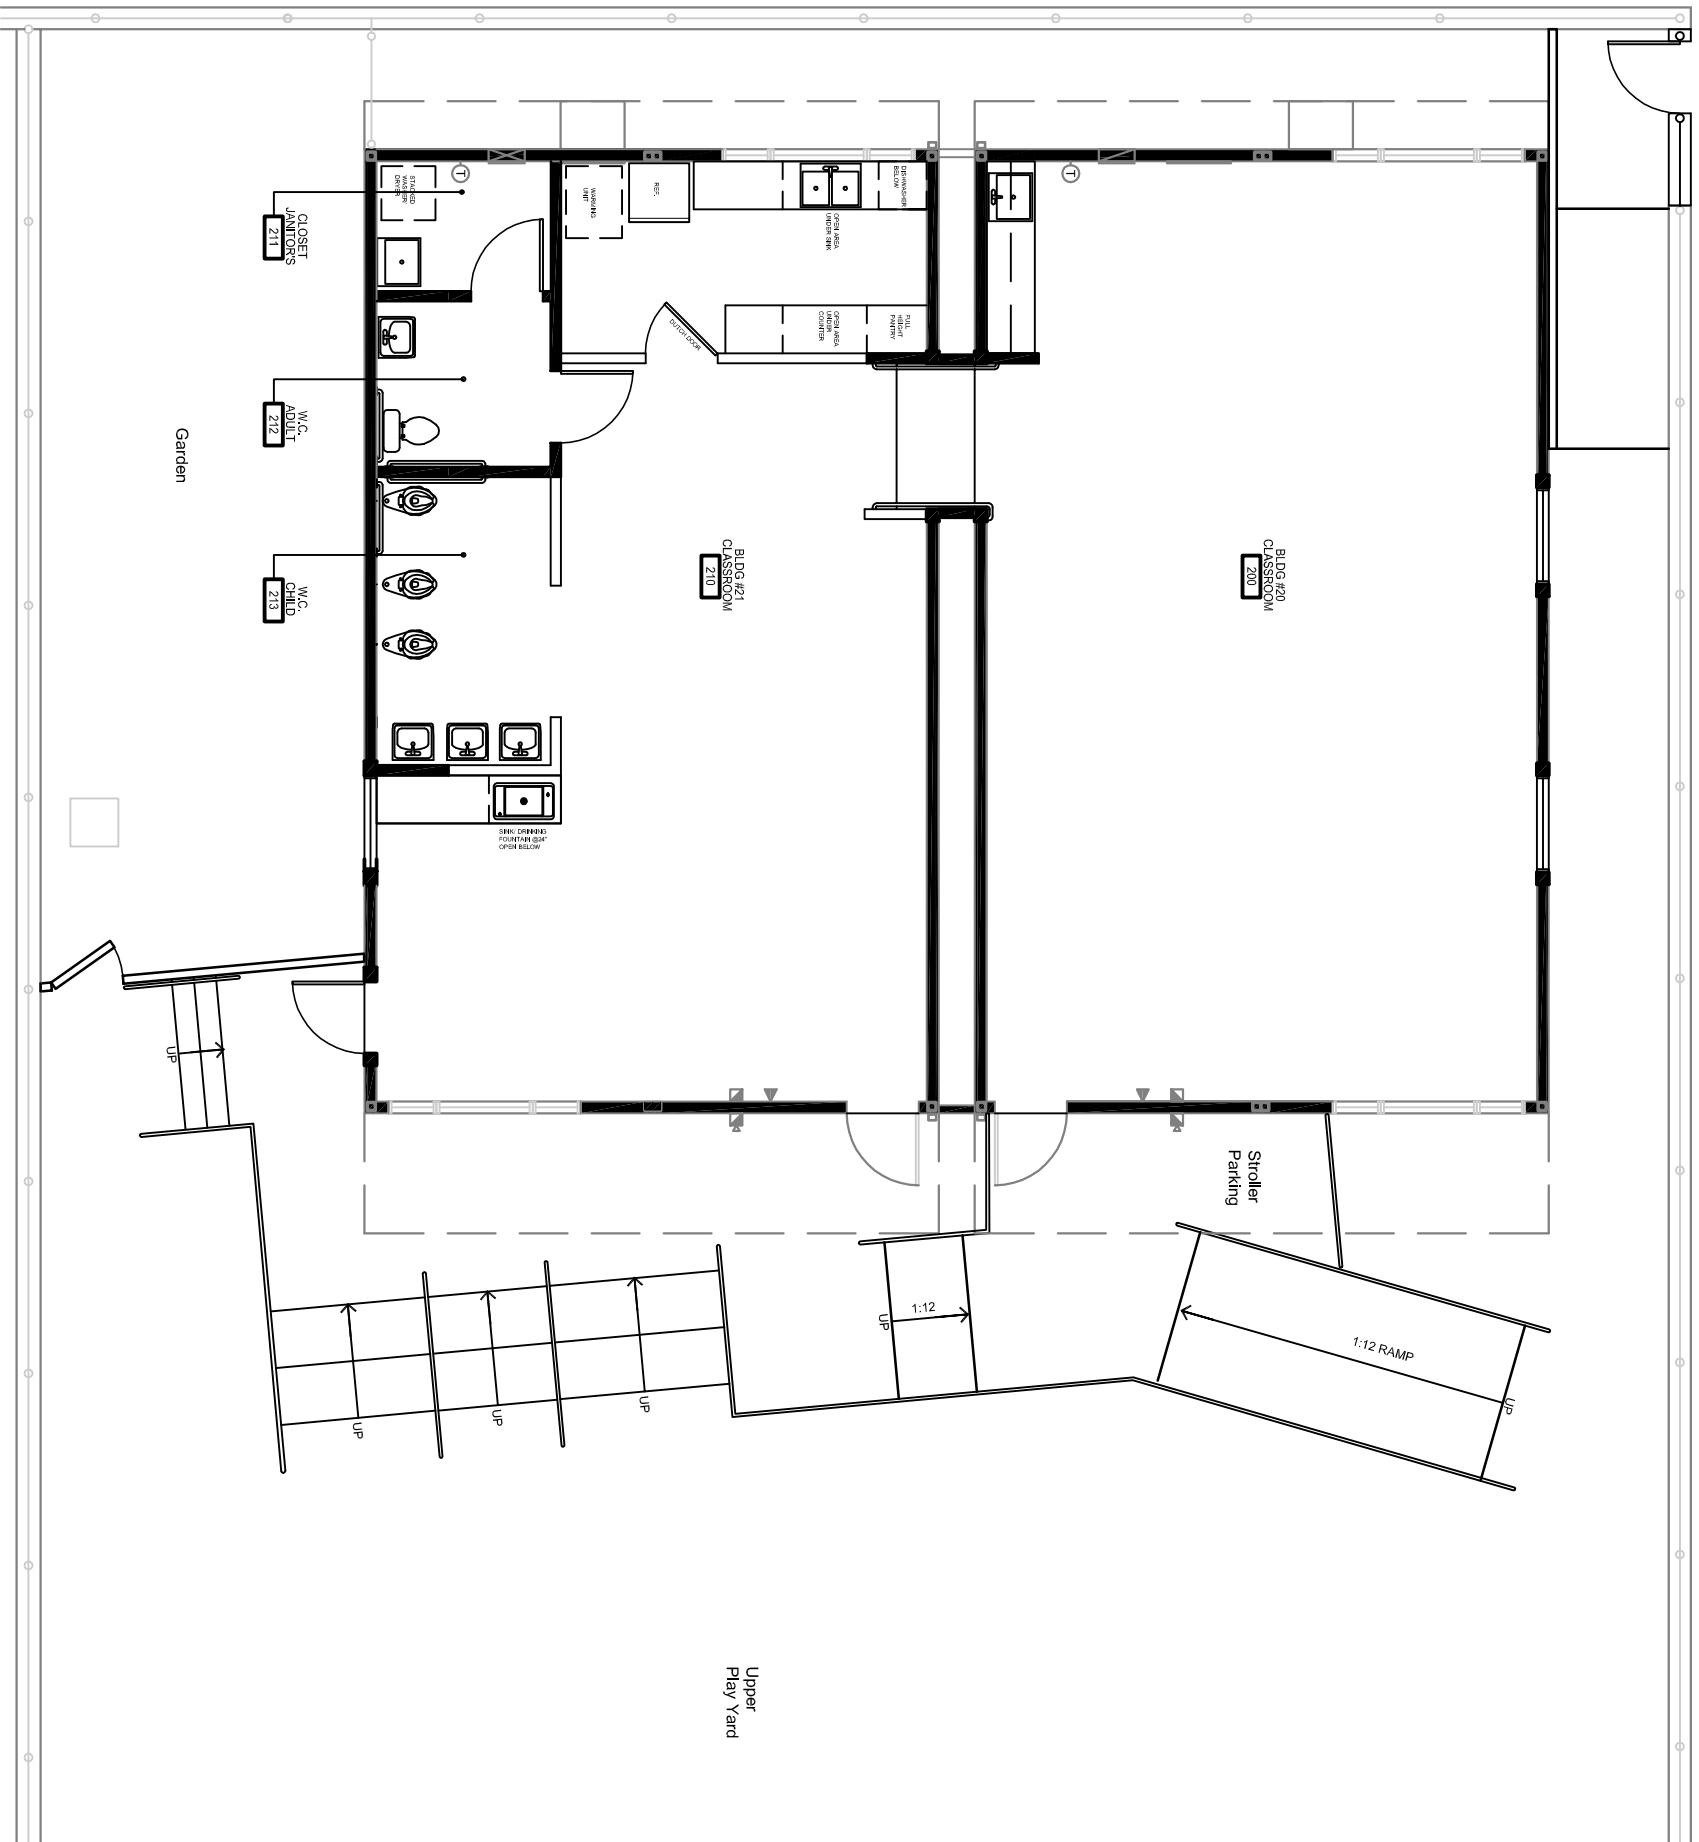 STACKED
WASHER/
DRYER
WARMING
UNIT
REF.
DISHWASHER
BELOW
OPEN AREA
UNDER SINK
FULL
HEIGHT
PANTRY
OPEN AREA
UNDER
COUNTER
DUTCH DOOR
T
T
CLOSET
JANITOR'S
211
W.C.
ADULT
212
W.C.
CHILD
213
Garden
BLDG #21
CLASSROOM
210
BLDG #20
CLASSROOM
200
SINK/ DRINKING
FOUNTAIN @24"
OPEN BELOW
UP
Stroller
Parking
1:12
UP
1:12 RAMP
UP
UP
UP
UP
Upper
Play Yard